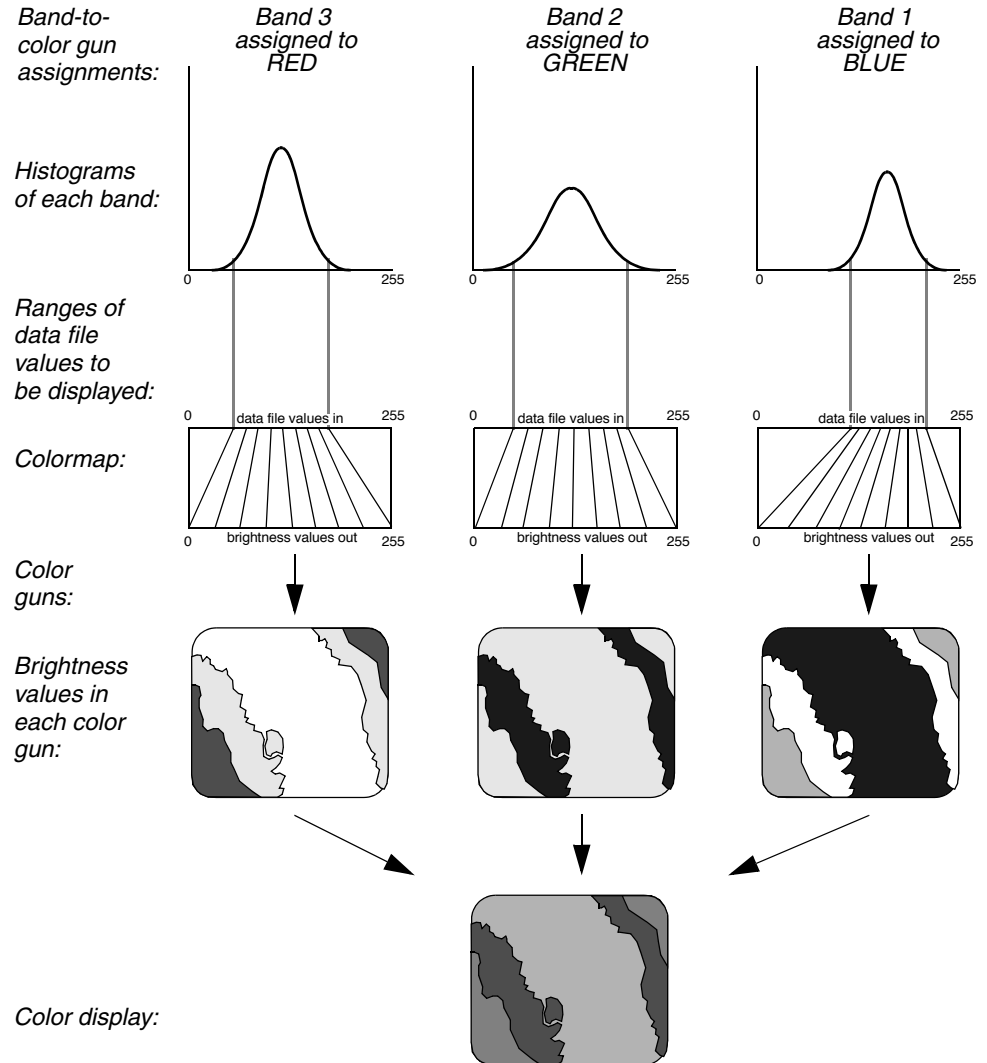 Band-to-
color gun
assignments:
Band 3
assigned to
RED
Band 2
assigned to
GREEN
Band 1
assigned to
BLUE
Histograms
of each band:
0 255
0 255
0 255
Ranges of
data file
values to
be displayed:
0 data file values in 255
0 data file values in 255
0 data file values in 255
Colormap:
0 brightness values out 255
0 brightness values out 255
0 brightness values out 255
Color
guns:
Brightness
values in
each color
gun:
Color display: